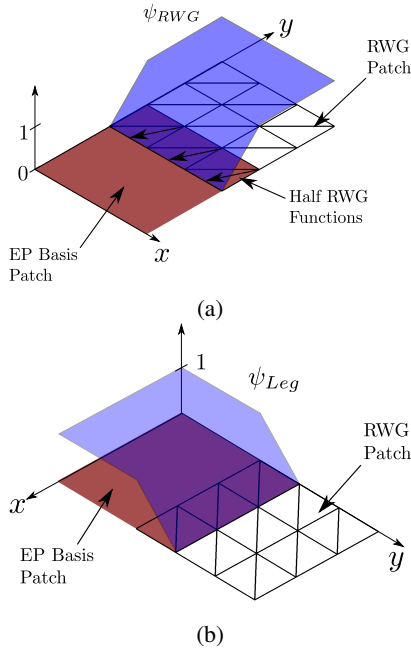 ψ_RWG
y
RWG
Patch
1
0
Half RWG
Functions
EP Basis
Patch
x
(a)
1
ψ_Leg
RWG
Patch
x
EP Basis
Patch
y
(b)